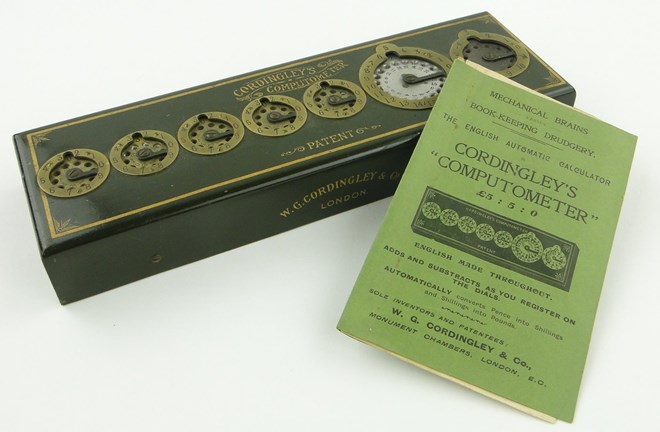 CORDINGLEY'S
COMPUTOMETER
PATENT
W. G. CORDINGLEY & Co
LONDON.
MECHANICAL BRAINS
BOOK-KEEPING DRUDGERY.
THE ENGLISH AUTOMATIC CALCULATOR
CORDINGLEY'S
"COMPUTOMETER"
£5 : 5 : 0
ENGLISH MADE THROUGHOUT.
ADDS AND SUBSTRACTS AS YOU REGISTER ON
THE DIALS.
AUTOMATICALLY converts Pence into Shillings
and Shillings into Pounds.
SOLE INVENTORS AND PATENTEES:
W. G. CORDINGLEY & Co.,
MONUMENT CHAMBERS, LONDON, E.C.